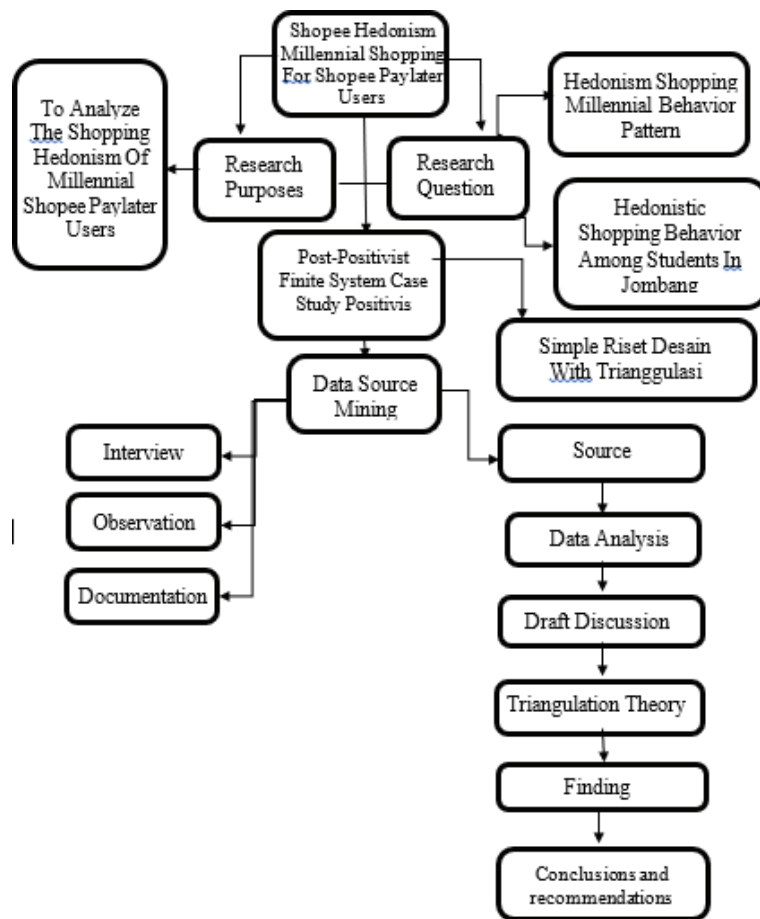 Shopee Hedonism
Millennial Shopping
For Shopee Paylater
Users
To Analyze
The Shopping
Hedonism Of
Millennial
Shopee Paylater
Users
Research
Purposes
Research
Question
Hedonism Shopping
Millennial Behavior
Pattern
Hedonistic
Shopping Behavior
Among Students In
Jombang
Post-Positivist
Finite System Case
Study Positivis
Simple Riset Desain
With Trianggulasi
Data Source
Mining
Interview
Observation
Documentation
Source
Data Analysis
Draft Discussion
Triangulation Theory
Finding
Conclusions and
recommendations